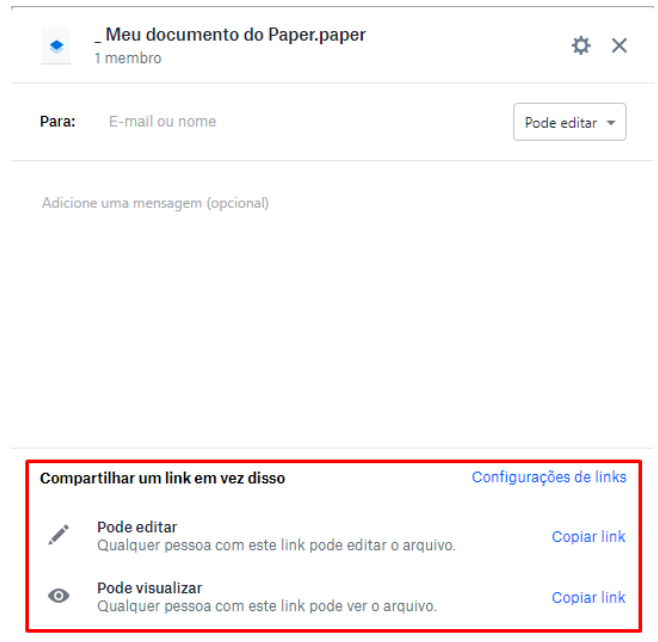 _ Meu documento do Paper.paper
1 membro
Para: E-mail ou nome Pode editar
Adicione uma mensagem (opcional)
Compartilhar um link em vez disso Configurações de links
Pode editar
Qualquer pessoa com este link pode editar o arquivo. Copiar link
Pode visualizar
Qualquer pessoa com este link pode ver o arquivo. Copiar link